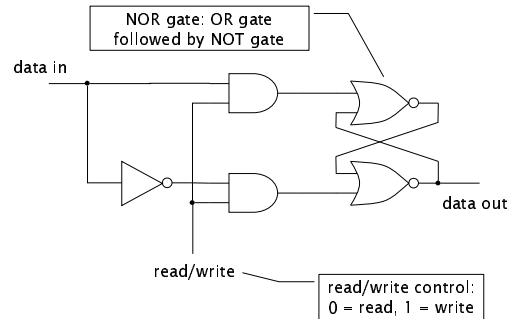 NOR gate: OR gate
followed by NOT gate
data in
data out
read/write
read/write control:
0 = read, 1 = write